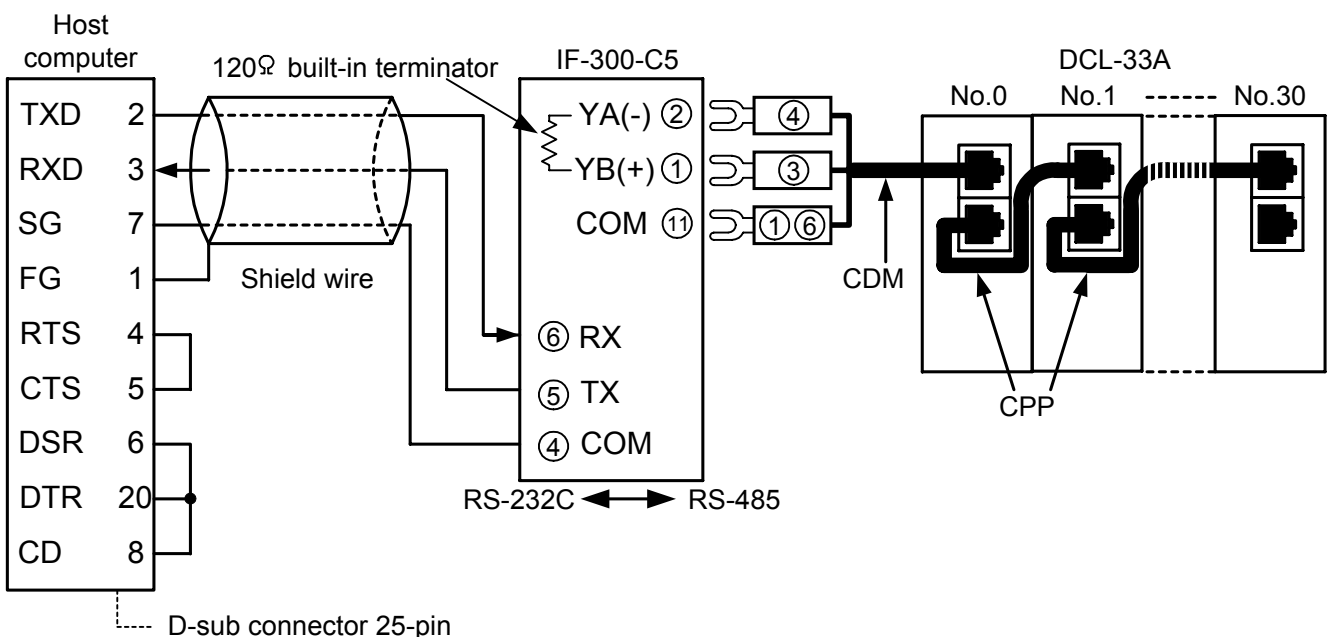 Host
computer
120Ω built-in terminator
IF-300-C5
DCL-33A
No.0 No.1 No.30
TXD 2
RXD 3
SG 7
FG 1
RTS 4
CTS 5
DSR 6
DTR 20
CD 8
Shield wire
YA(-) ②
YB(+) ①
COM ⑪
④
③
①⑥
⑥ RX
⑤ TX
④ COM
CDM
CPP
RS-232C RS-485
D-sub connector 25-pin